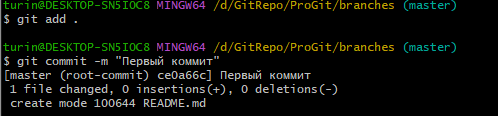 turin@DESKTOP-SN5IOC8 MINGW64 /d/GitRepo/ProGit/branches (master)
$ git add .
turin@DESKTOP-SN5IOC8 MINGW64 /d/GitRepo/ProGit/branches (master)
$ git commit -m "Первый коммит"
[master (root-commit) ce0a66c] Первый коммит
1 file changed, 0 insertions(+), 0 deletions(-)
create mode 100644 README.md